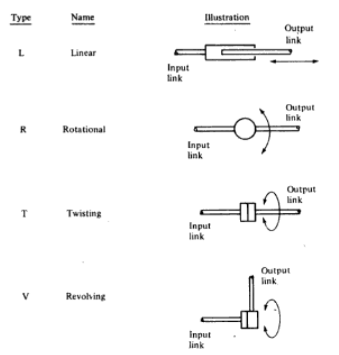 Type Name Illustration
Output
link
L Linear
Input
link
Output
link
R Rotational
Input
link
Output
link
T Twisting
Input
link
Output
link
V Revolving
Input
link